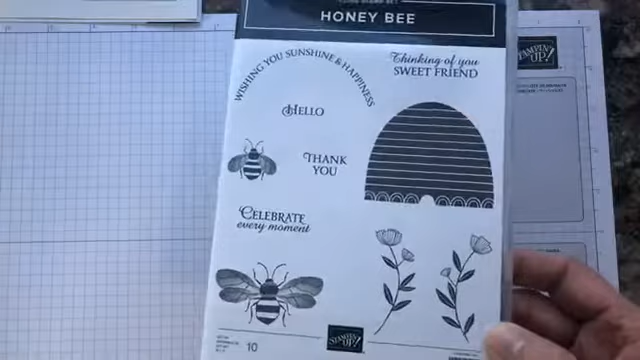 HONEY BEE
WISHING YOU SUNSHINE & HAPPINESS
Thinking of you
SWEET FRIEND
HELLO
THANK
YOU
CELEBRATE
every moment
10
STAMPIN' UP!
STAMPIN' UP!